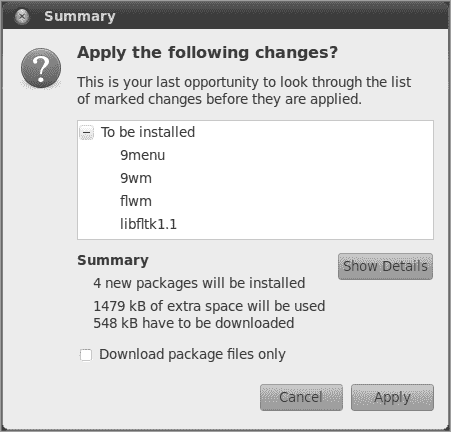 Summary
Apply the following changes?
This is your last opportunity to look through the list
of marked changes before they are applied.
To be installed
9menu
9wm
flwm
libfltk1.1
Summary
Show Details
4 new packages will be installed
1479 kB of extra space will be used
548 kB have to be downloaded
Download package files only
Cancel
Apply